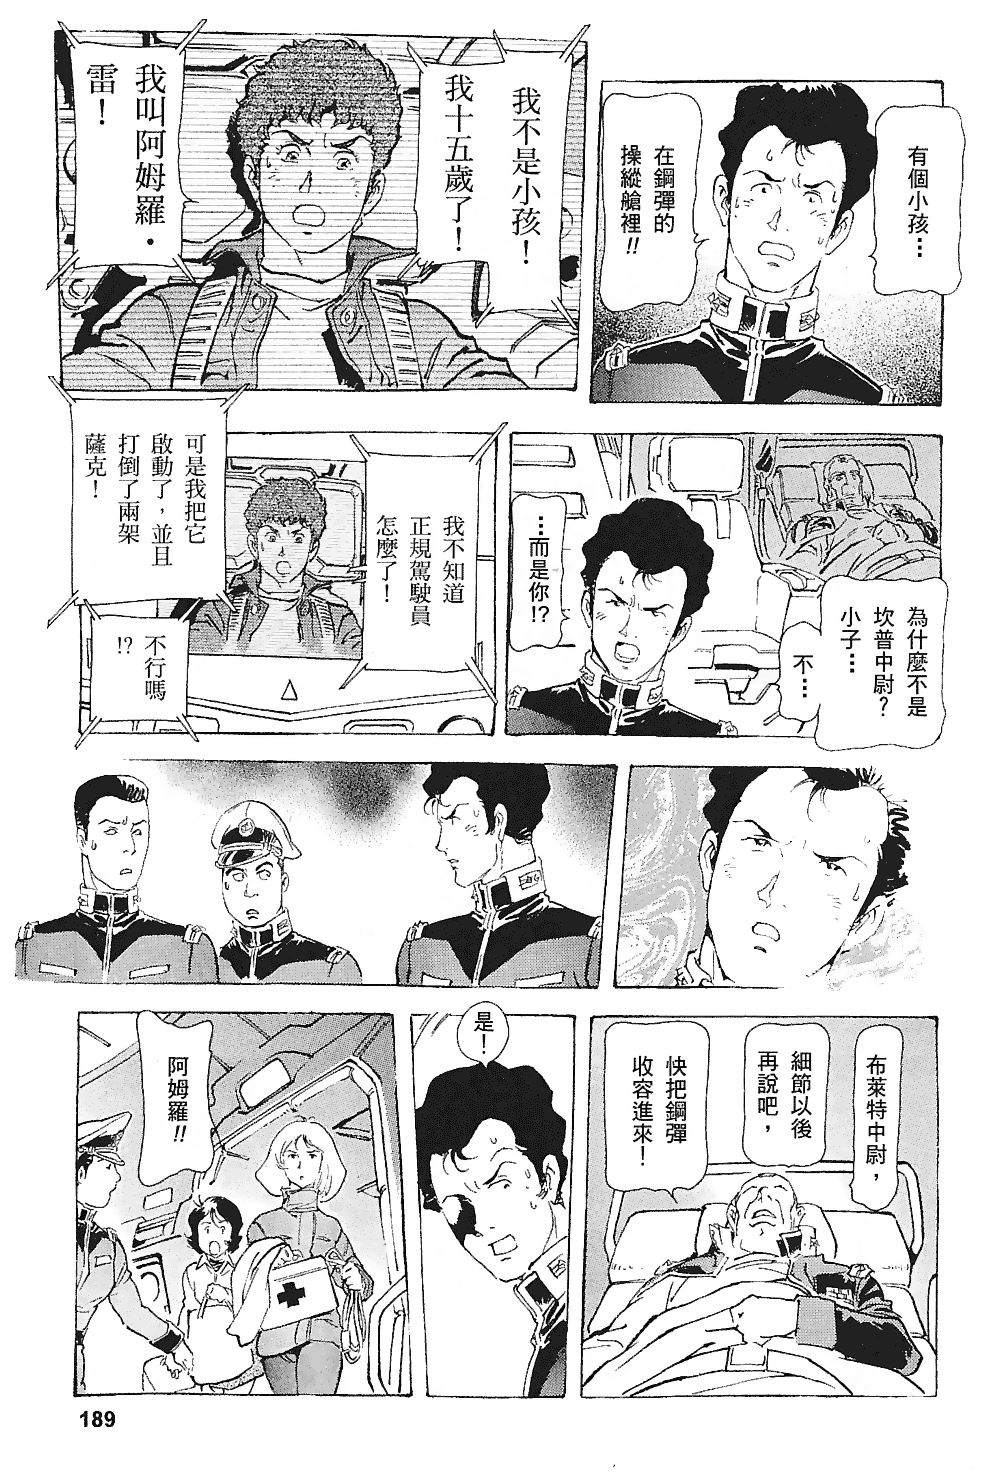 有個小孩…
在鋼彈的
操縱艙裡!!
我不是小孩！
我十五歲了！
我叫阿姆羅・
雷！
為什麼不是
坎普中尉？
小子…
不…
…而是你!?
我不知道
正規駕駛員
怎麼了！
可是我把它
啟動了，並且
打倒了兩架
薩克！
不行嗎
!?
布萊特中尉，
細節以後
再說吧，
快把鋼彈
收容進來！
是！
阿姆羅!!
189